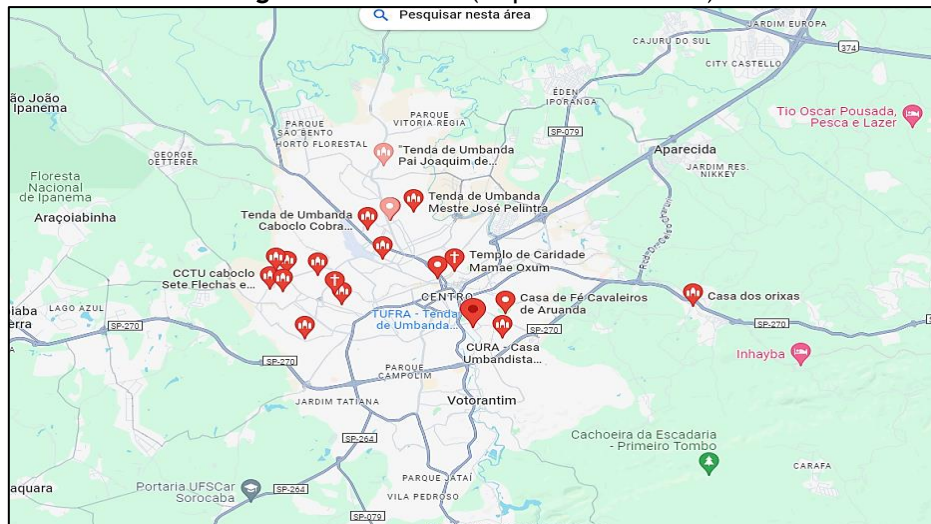 Pesquisar nesta área
JARDIM EUROPA
CAJURU DO SUL
374
CITY CASTELLO
ÉDEN
IPORANGA
ão João
Ipanema
PARQUE
SÃO BENTO
HORTO FLORESTAL
PARQUE
VITORIA REGIA
SP-079
Tio Oscar Pousada,
Pesca e Lazer
GEORGE
OETTERER
"Tenda de Umbanda
Pai Joaquim de...
Aparecida
JARDIM RES.
NIKKEY
Floresta
Nacional
de Ipanema
Araçoiabinha
Tenda de Umbanda
Mestre José Pelintra
Tenda de Umbanda
Caboclo Cobra...
Templo de Caridade
Mamae Oxum
CCTU caboclo
Sete Flechas e...
CENTRO
Casa de Fé Cavaleiros
de Aruanda
Casa dos orixas
LAGO AZUL
iaba
erra
SP-270
TUFRA - Tenda
de Umbanda...
SP-270
SP-270
CURA - Casa
Umbandista...
Inhayba
SP-270
PARQUE
CAMPOLIM
JARDIM TATIANA
Votorantim
SP-264
Cachoeira da Escadaria
- Primeiro Tombo
CARAFA
PARQUE JATAÍ
aquara
Portaria UFSCar
Sorocaba
SP-264
VILA PEDROSO
SP-079